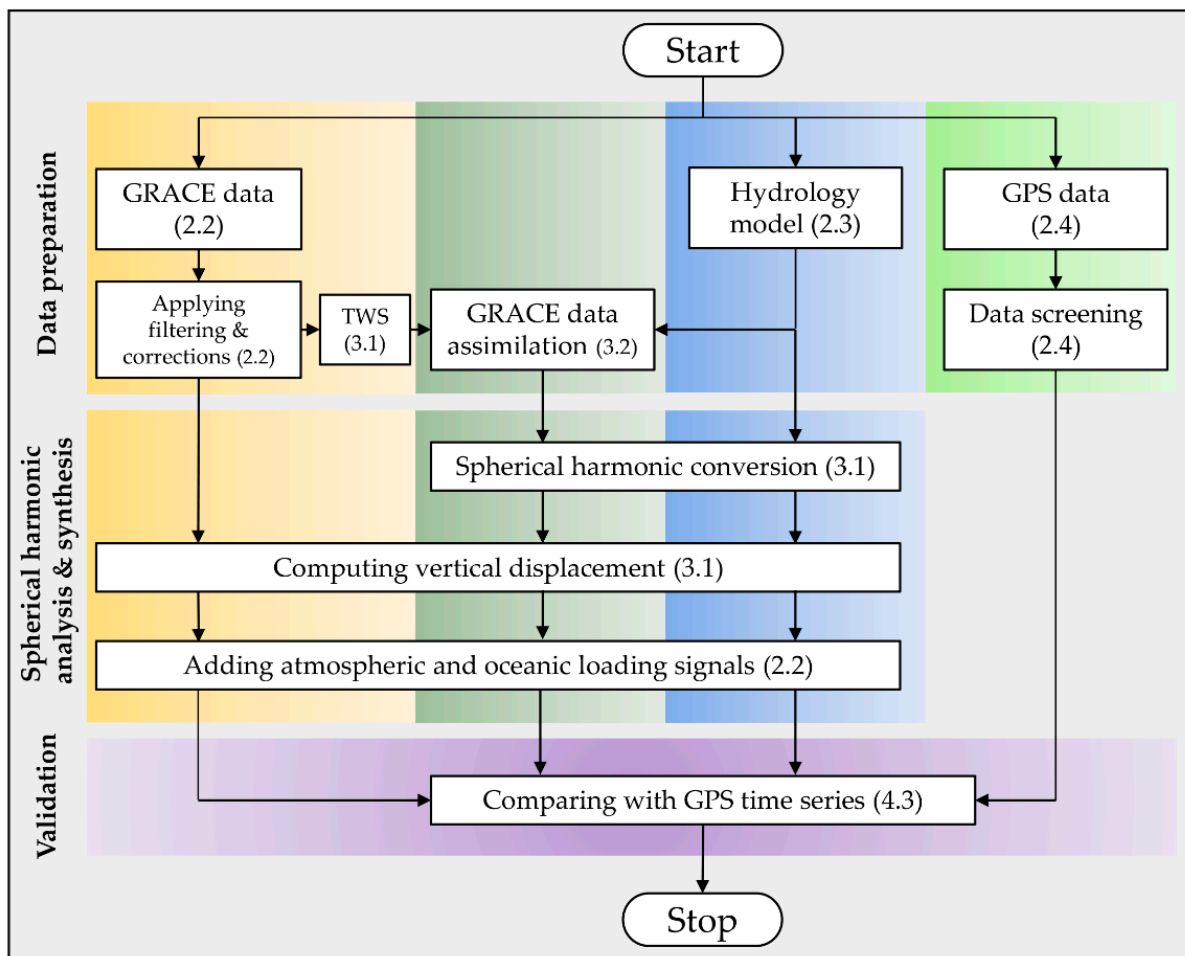 Start
Data preparation
GRACE data
(2.2)
Hydrology
model (2.3)
GPS data
(2.4)
Applying
filtering &
corrections (2.2)
TWS
(3.1)
GRACE data
assimilation (3.2)
Data screening
(2.4)
Spherical harmonic
analysis & synthesis
Spherical harmonic conversion (3.1)
Computing vertical displacement (3.1)
Adding atmospheric and oceanic loading signals (2.2)
Validation
Comparing with GPS time series (4.3)
Stop